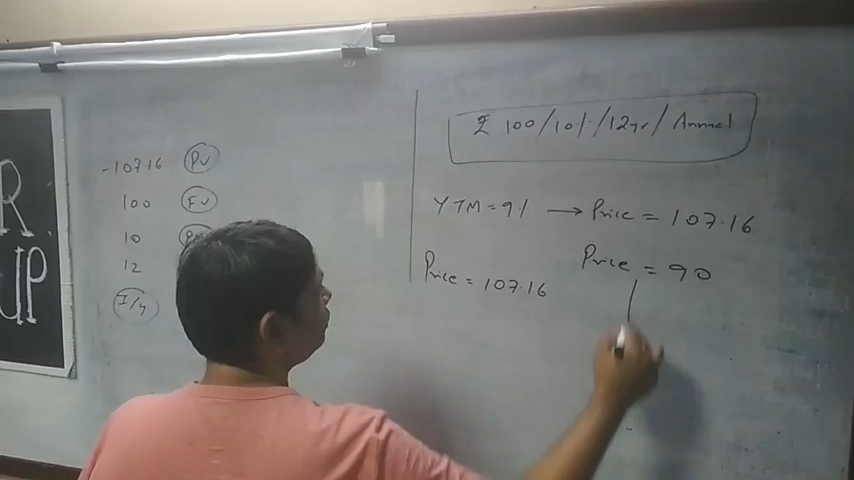 R
UP
-107.16 PV
100 FV
10
12
I/y
₹ 100/10%/12yr/Annual
YTM = 9% → Price = 107.16
Price = 107.16
Price = 90